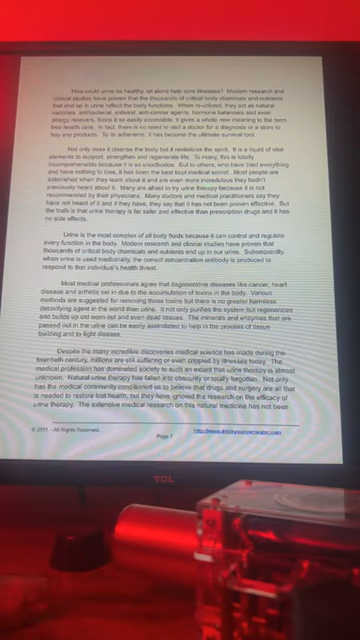 How could urine be healthy, let alone help cure illnesses? Modern research and
clinical studies have proven that the thousands of critical body chemicals and nutrients
that end up in urine reflect the body functions. When re-utilized, they act as natural
vaccines, antibacterial, antiviral, anti-cancer agents, hormone balancers and even
allergy relievers. Since it so easily accessible, it gives a whole new meaning to the term
free health care. In fact, there is no need to visit a doctor for a diagnosis or a store to
buy any products. To its adherents, it has become the ultimate survival tool.
Not only does it cleanse the body but it revitalizes the spirit. It is a liquid of vital
elements to support, strengthen and regenerate life. To many, this is totally
incomprehensible because it is so unorthodox. But to others, who have tried everything
and have nothing to lose, it has been the best kept medical secret. Most people are
astonished when they learn about it and are even more incredulous they hadn't
previously heard about it. Many are afraid to try urine therapy because it is not
recommended by their physicians. Many doctors and medical practitioners say they
have not heard of it and if they have, they say that it has not been proven effective. But
the truth is that urine therapy is far safer and effective than prescription drugs and it has
no side effects.
Urine is the most complex of all body fluids because it can control and regulate
every function in the body. Modern research and clinical studies have proven that
thousands of critical body chemicals and nutrients end up in our urine. Subsequently,
when urine is used medicinally, the correct concentration antibody is produced to
respond to that individual's health threat.
Most medical professionals agree that degenerative diseases like cancer, heart
disease and arthritis set in due to the accumulation of toxins in the body. Various
methods are suggested for removing those toxins but there is no greater harmless
detoxifying agent in the world than urine. It not only purifies the system but regenerates
and builds up old worn out and even dead tissues. The minerals and enzymes that are
passed out in the urine can be easily assimilated to help in the process of tissue
building and to fight disease.
Despite the many incredible discoveries medical science has made during the
twentieth century, millions are still suffering or even crippled by illnesses today. The
medical profession has dominated society to such an extent that urine therapy is almost
unknown. Natural urine therapy has fallen into obscurity or totally forgotten. Not only
has the medical community conditioned us to believe that drugs and surgery are all that
is needed to restore lost health, but they have ignored the research on the efficacy of
urine therapy. The extensive medical research on this natural medicine has not been
© 2011 - All Rights Reserved.
Page 7
TCL